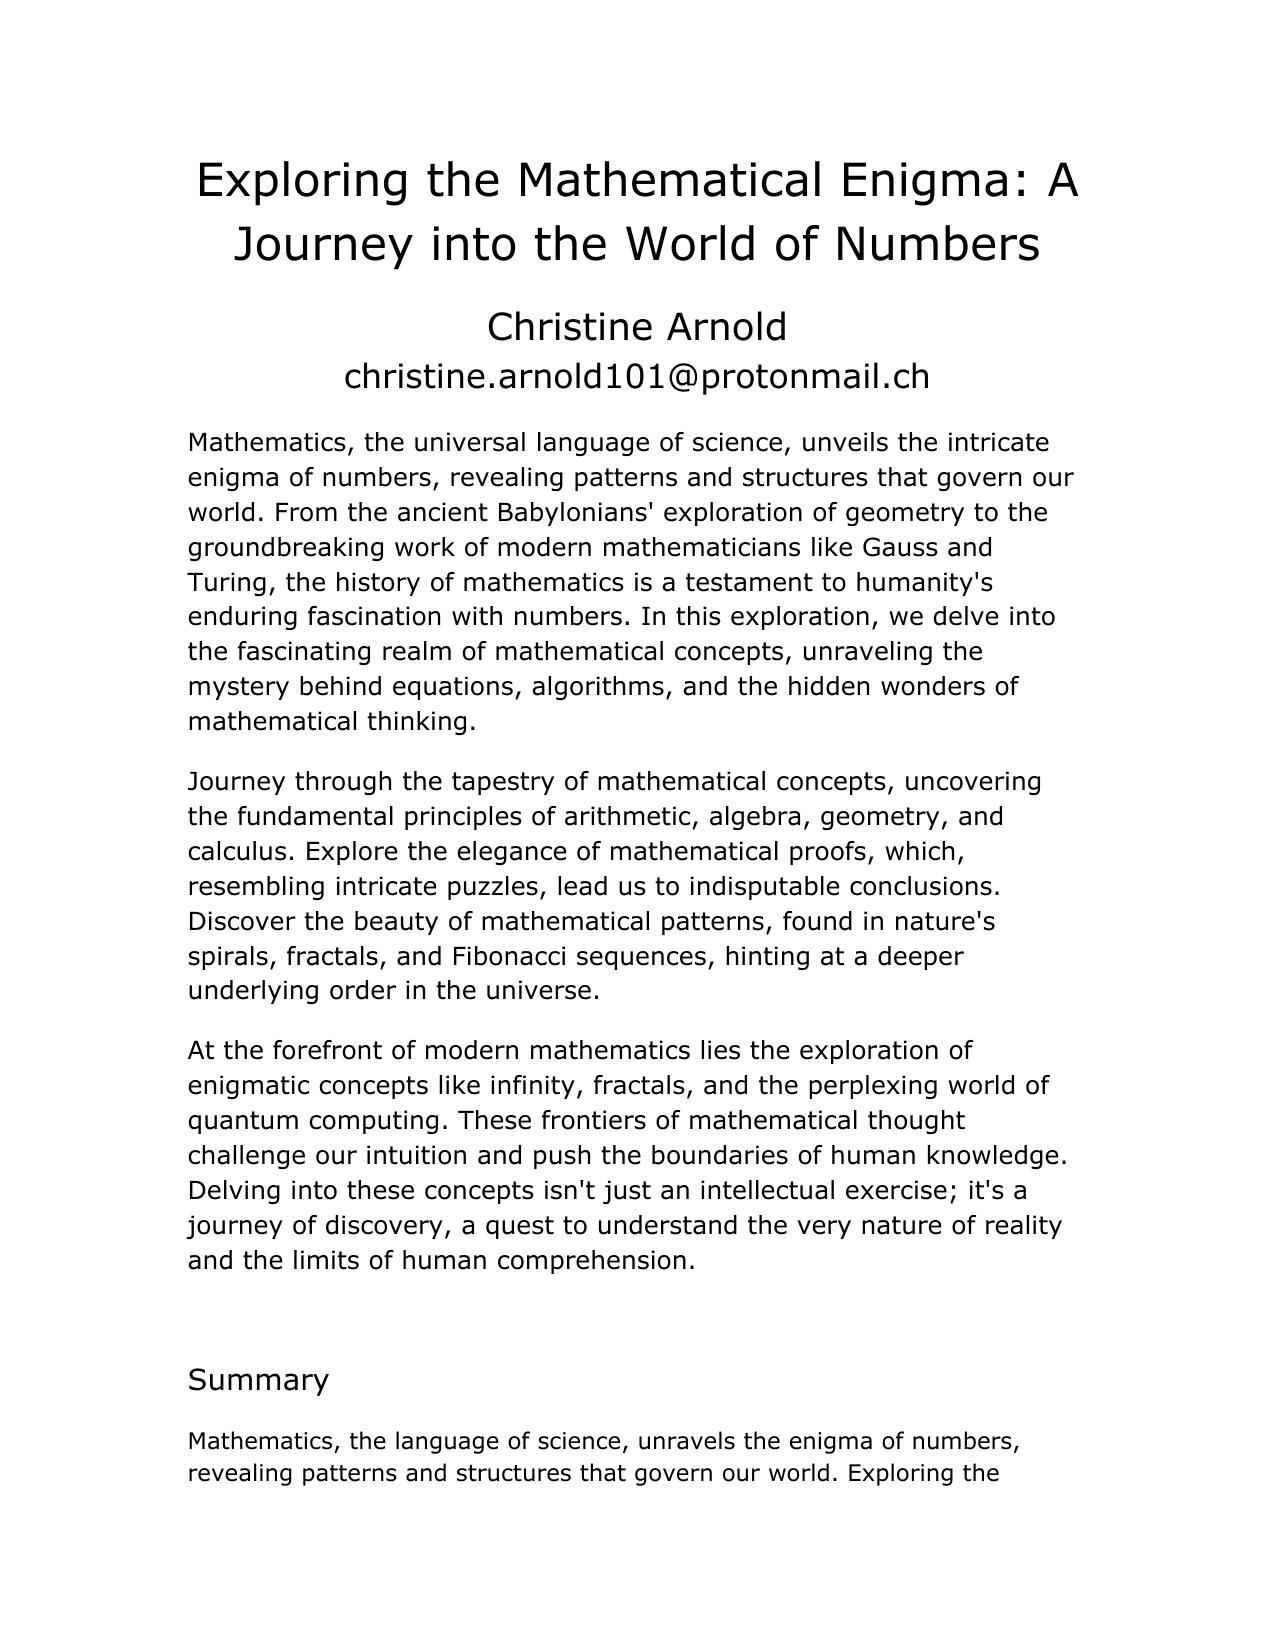 Exploring the Mathematical Enigma: A
Journey into the World of Numbers
Christine Arnold
christine.arnold101@protonmail.ch
Mathematics, the universal language of science, unveils the intricate
enigma of numbers, revealing patterns and structures that govern our
world. From the ancient Babylonians' exploration of geometry to the
groundbreaking work of modern mathematicians like Gauss and
Turing, the history of mathematics is a testament to humanity's
enduring fascination with numbers. In this exploration, we delve into
the fascinating realm of mathematical concepts, unraveling the
mystery behind equations, algorithms, and the hidden wonders of
mathematical thinking.
Journey through the tapestry of mathematical concepts, uncovering
the fundamental principles of arithmetic, algebra, geometry, and
calculus. Explore the elegance of mathematical proofs, which,
resembling intricate puzzles, lead us to indisputable conclusions.
Discover the beauty of mathematical patterns, found in nature's
spirals, fractals, and Fibonacci sequences, hinting at a deeper
underlying order in the universe.
At the forefront of modern mathematics lies the exploration of
enigmatic concepts like infinity, fractals, and the perplexing world of
quantum computing. These frontiers of mathematical thought
challenge our intuition and push the boundaries of human knowledge.
Delving into these concepts isn't just an intellectual exercise; it's a
journey of discovery, a quest to understand the very nature of reality
and the limits of human comprehension.
Summary
Mathematics, the language of science, unravels the enigma of numbers,
revealing patterns and structures that govern our world. Exploring the